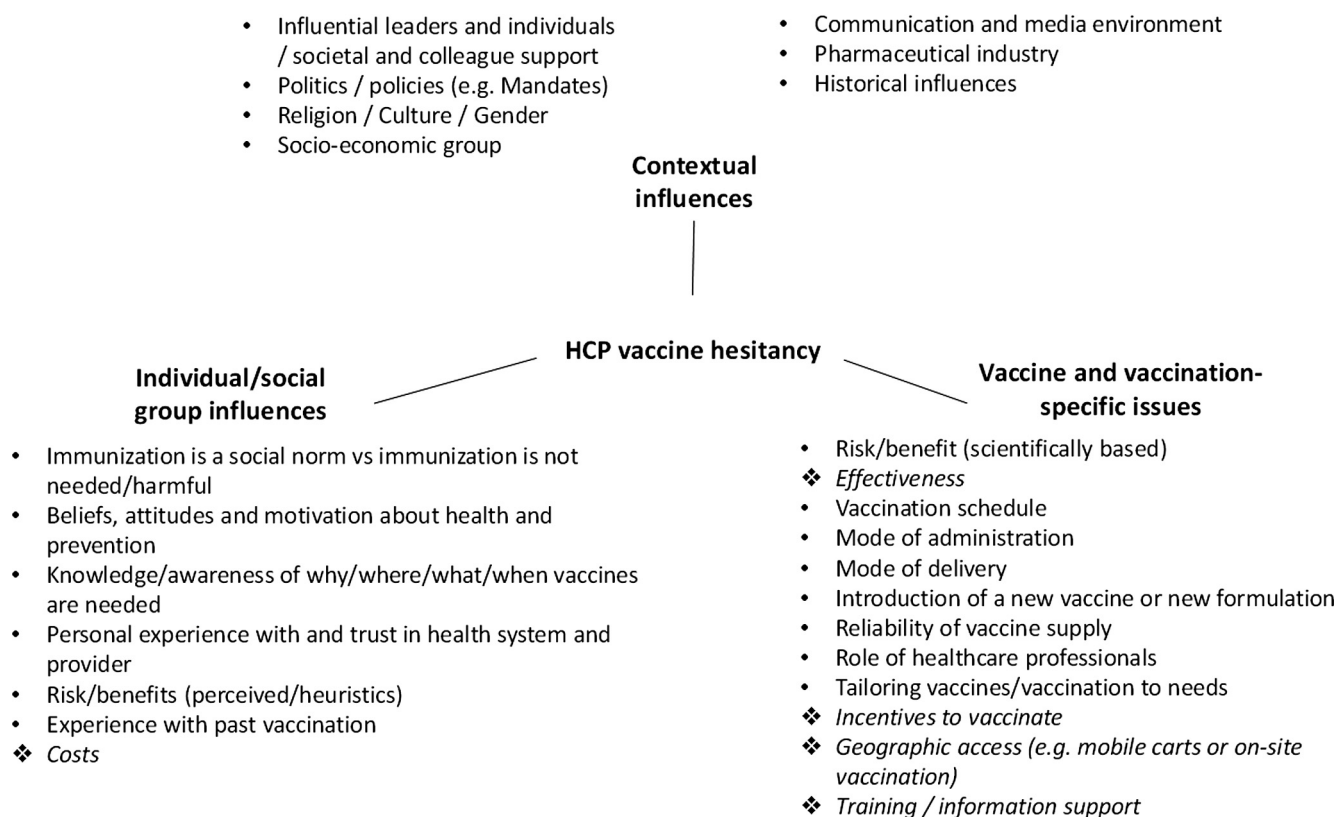 • Influential leaders and individuals
/ societal and colleague support
• Politics / policies (e.g. Mandates)
• Religion / Culture / Gender
• Socio-economic group
• Communication and media environment
• Pharmaceutical industry
• Historical influences
Contextual
influences
HCP vaccine hesitancy
Individual/social
group influences
• Immunization is a social norm vs immunization is not
needed/harmful
• Beliefs, attitudes and motivation about health and
prevention
• Knowledge/awareness of why/where/what/when vaccines
are needed
• Personal experience with and trust in health system and
provider
• Risk/benefits (perceived/heuristics)
• Experience with past vaccination
❖ Costs
Vaccine and vaccination-
specific issues
• Risk/benefit (scientifically based)
❖ Effectiveness
• Vaccination schedule
• Mode of administration
• Mode of delivery
• Introduction of a new vaccine or new formulation
• Reliability of vaccine supply
• Role of healthcare professionals
• Tailoring vaccines/vaccination to needs
❖ Incentives to vaccinate
❖ Geographic access (e.g. mobile carts or on-site
vaccination)
❖ Training / information support